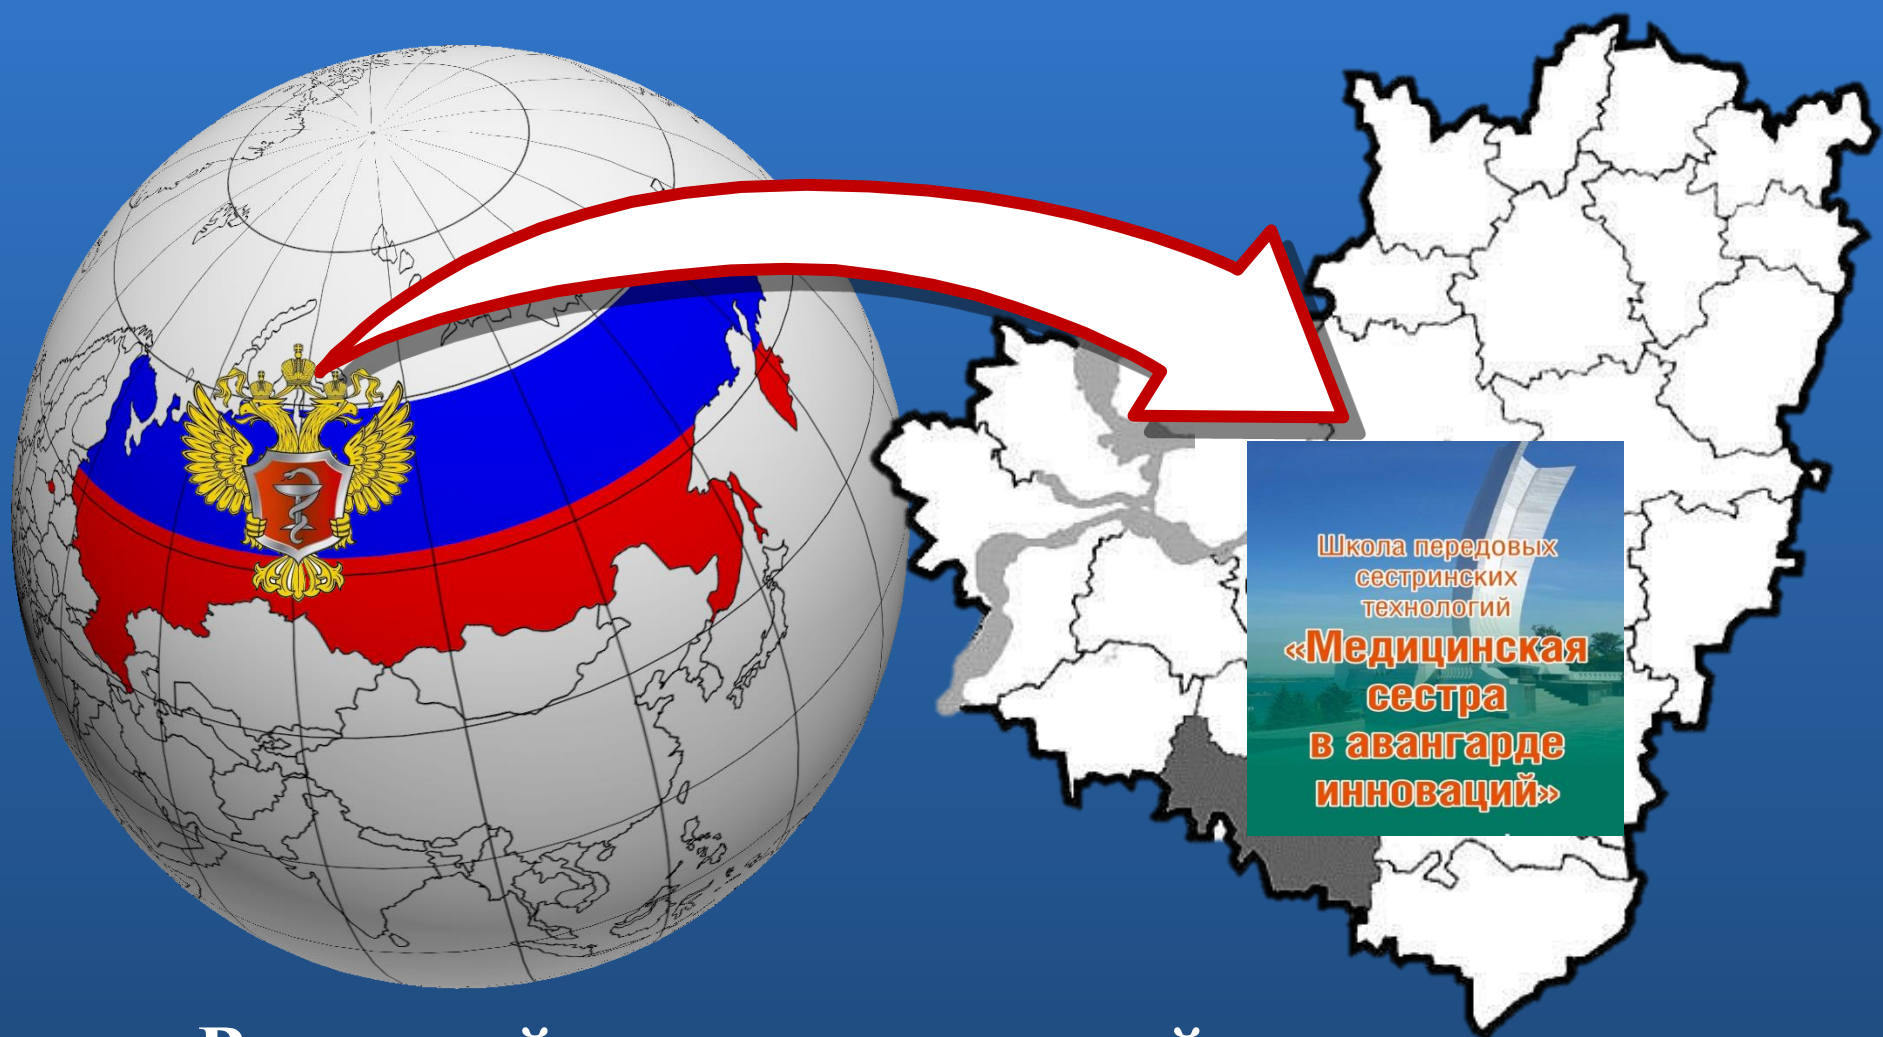 Школа передовых
сестринских
технологий
«Медицинская
сестра
в авангарде
инноваций»